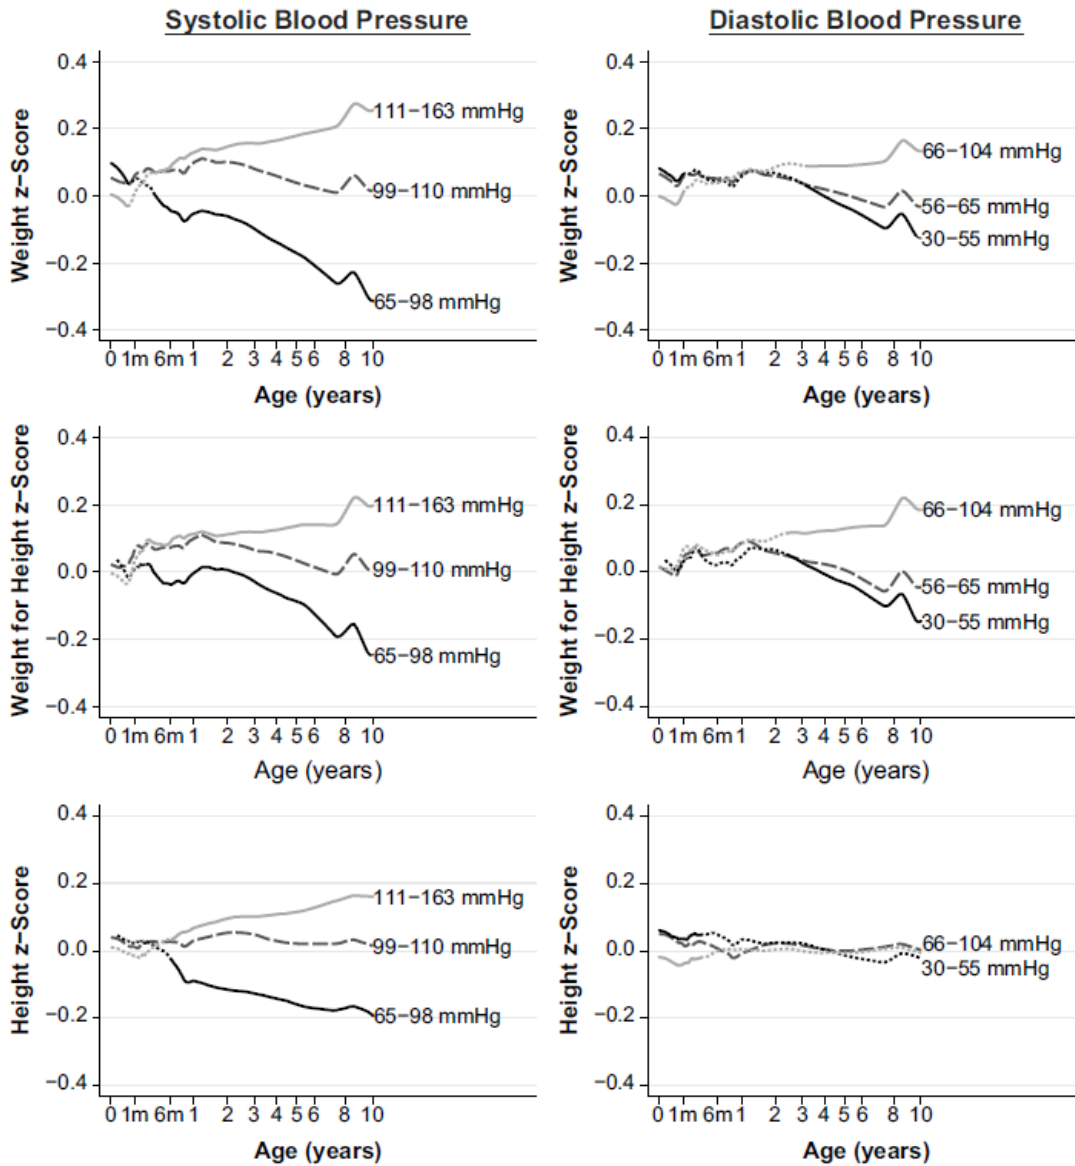 Systolic Blood Pressure
Diastolic Blood Pressure
Weight z−Score
0.4
0.2
0.0
−0.2
−0.4
111−163 mmHg
99−110 mmHg
65−98 mmHg
0 1m 6m 1 2 3 4 5 6 8 10
Age (years)
Weight z−Score
0.4
0.2
0.0
−0.2
−0.4
66−104 mmHg
56−65 mmHg
30−55 mmHg
0 1m 6m 1 2 3 4 5 6 8 10
Age (years)
Weight for Height z−Score
0.4
0.2
0.0
−0.2
−0.4
111−163 mmHg
99−110 mmHg
65−98 mmHg
0 1m 6m 1 2 3 4 5 6 8 10
Age (years)
Weight for Height z−Score
0.4
0.2
0.0
−0.2
−0.4
66−104 mmHg
56−65 mmHg
30−55 mmHg
0 1m 6m 1 2 3 4 5 6 8 10
Age (years)
Height z−Score
0.4
0.2
0.0
−0.2
−0.4
111−163 mmHg
99−110 mmHg
65−98 mmHg
0 1m 6m 1 2 3 4 5 6 8 10
Age (years)
Height z−Score
0.4
0.2
0.0
−0.2
−0.4
66−104 mmHg
30−55 mmHg
0 1m 6m 1 2 3 4 5 6 8 10
Age (years)